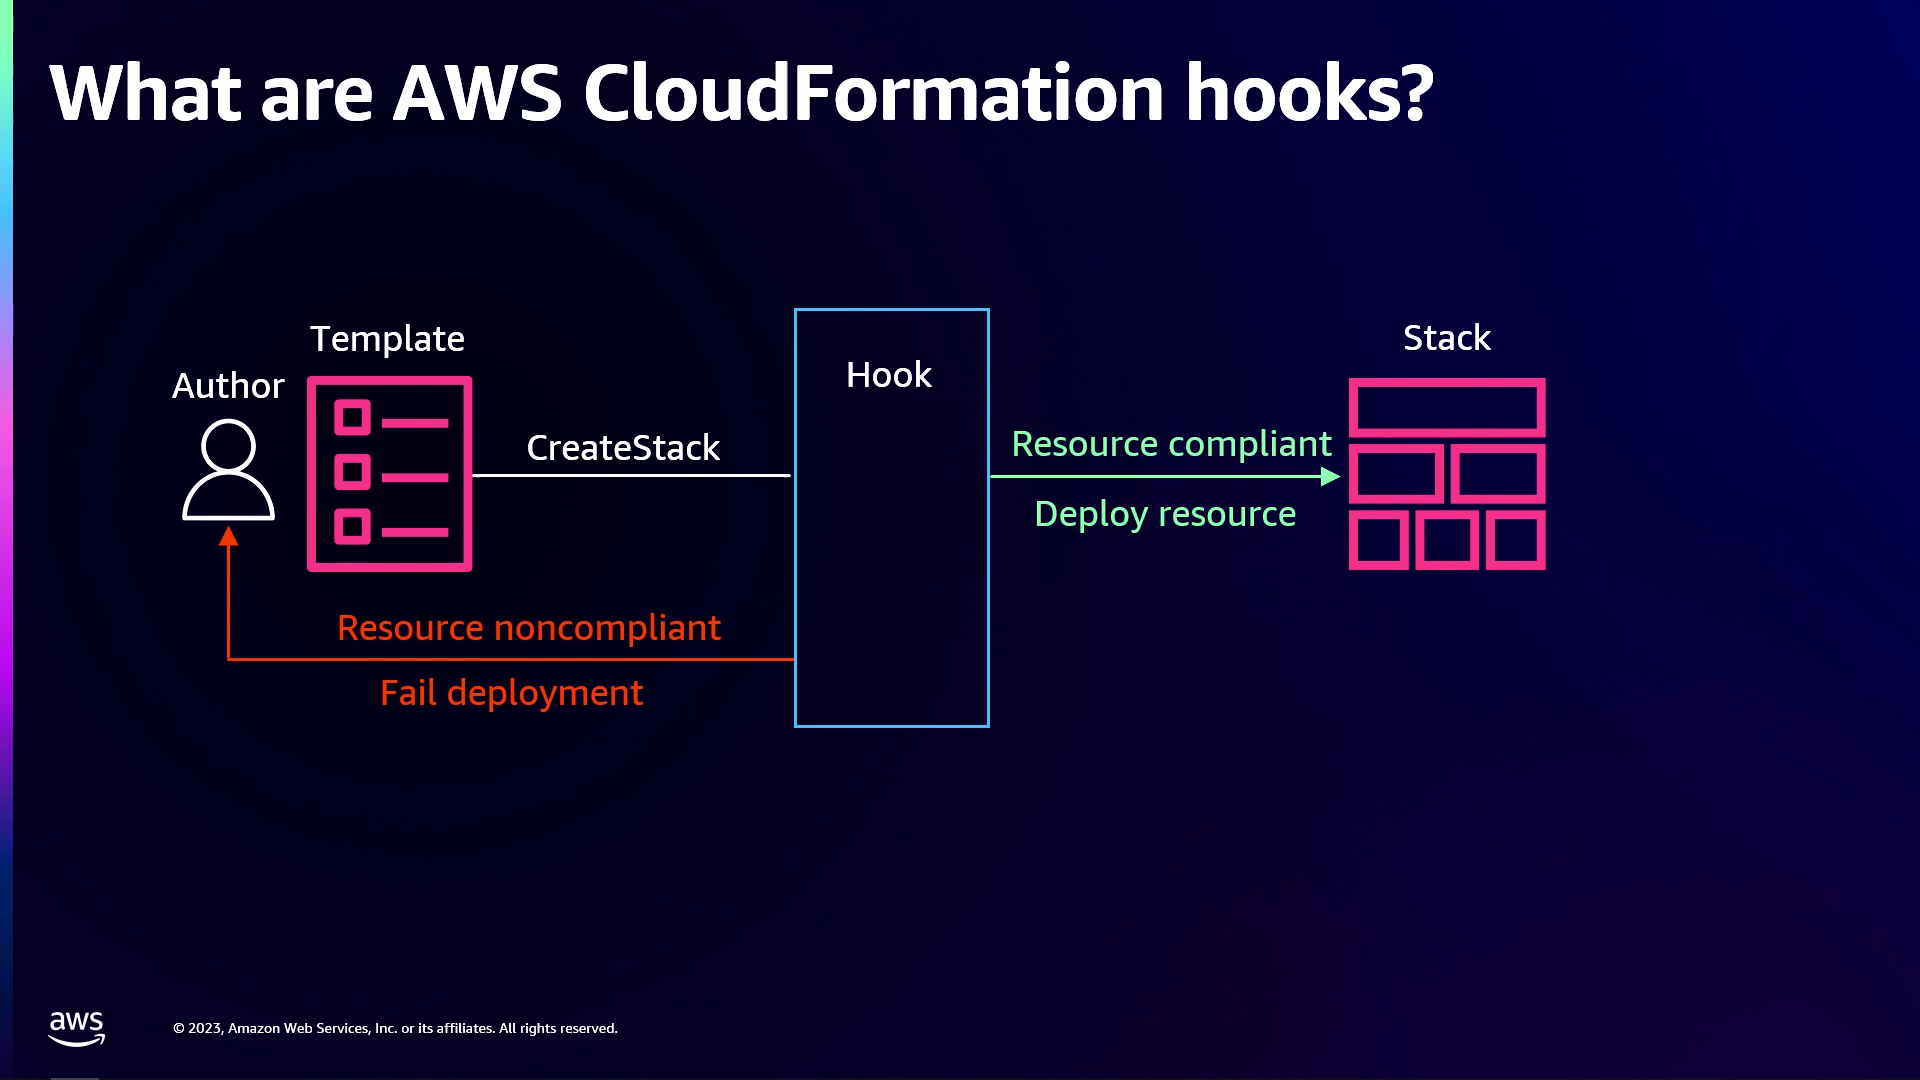 What are AWS CloudFormation hooks?
Template
Author
CreateStack
Hook
Resource compliant
Deploy resource
Stack
Resource noncompliant
Fail deployment
aws
© 2023, Amazon Web Services, Inc. or its affiliates. All rights reserved.